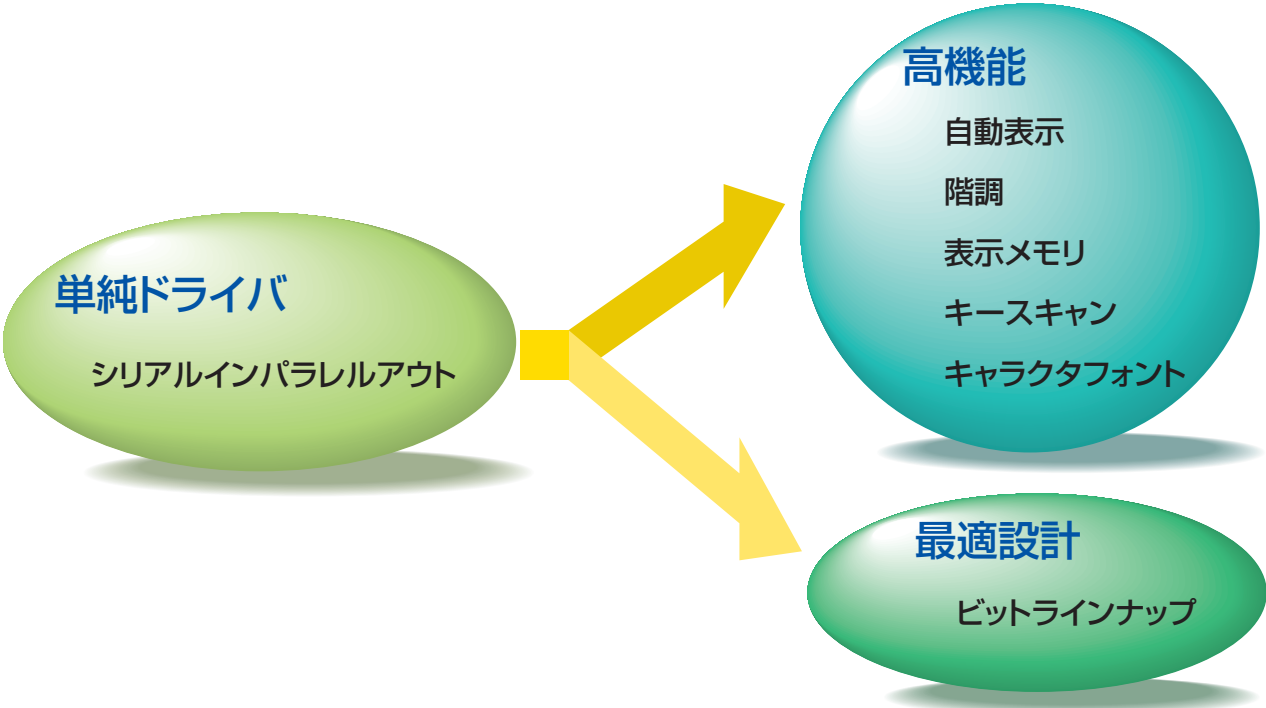 単純ドライバ
シリアルインパラレルアウト
高機能
自動表示
階調
表示メモリ
キースキャン
キャラクタフォント
最適設計
ビットラインナップ